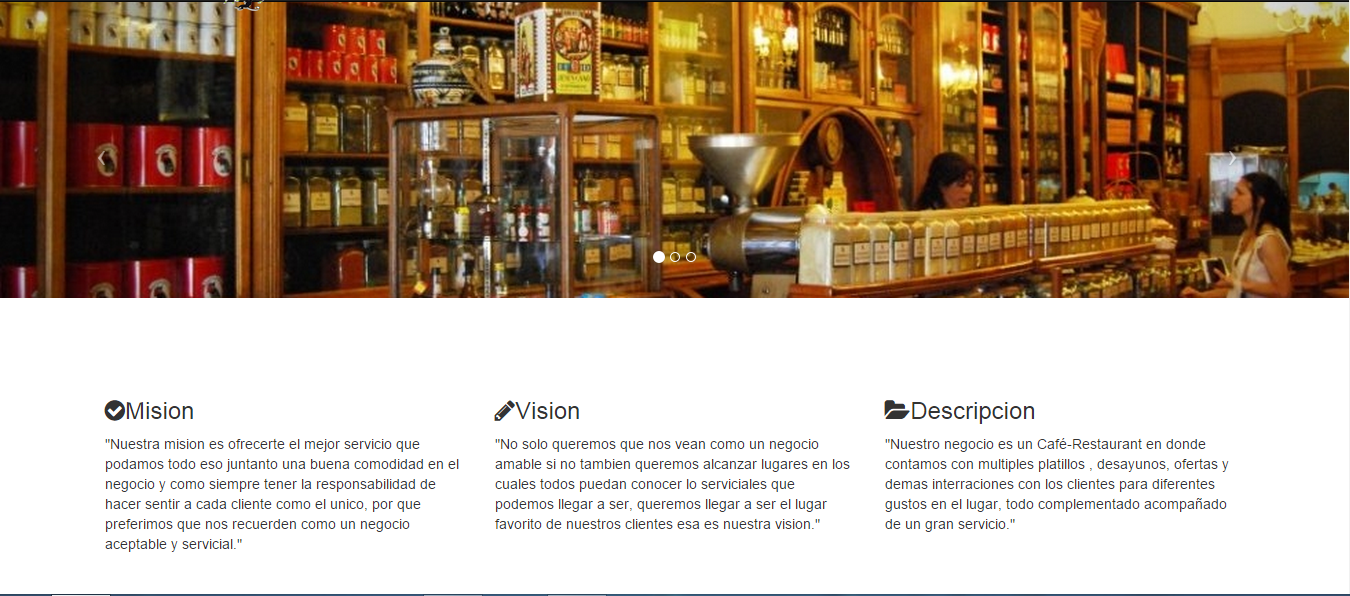 Mision
"Nuestra mision es ofrecerte el mejor servicio que
podamos todo eso juntanto una buena comodidad en el
negocio y como siempre tener la responsabilidad de
hacer sentir a cada cliente como el unico, por que
preferimos que nos recuerden como un negocio
aceptable y servicial."
Vision
"No solo queremos que nos vean como un negocio
amable si no tambien queremos alcanzar lugares en los
cuales todos puedan conocer lo serviciales que
podemos llegar a ser, queremos llegar a ser el lugar
favorito de nuestros clientes esa es nuestra vision."
Descripcion
"Nuestro negocio es un Café-Restaurant en donde
contamos con multiples platillos , desayunos, ofertas y
demas interraciones con los clientes para diferentes
gustos en el lugar, todo complementado acompañado
de un gran servicio."